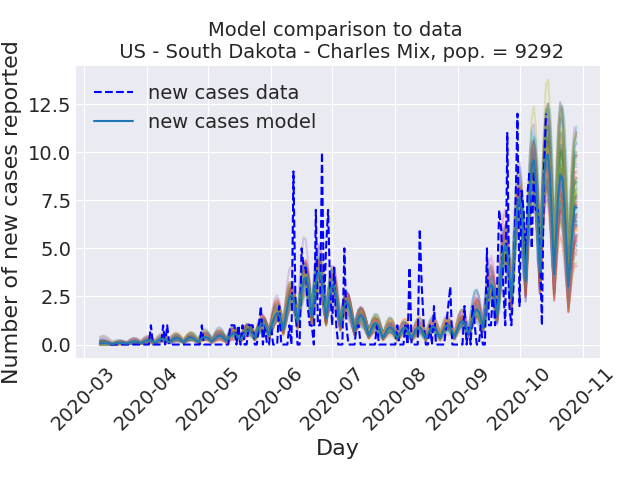 Model comparison to data
US - South Dakota - Charles Mix, pop. = 9292
new cases data
new cases model
Number of new cases reported
12.5
10.0
7.5
5.0
2.5
0.0
2020-03
2020-04
2020-05
2020-06
2020-07
2020-08
2020-09
2020-10
2020-11
Day